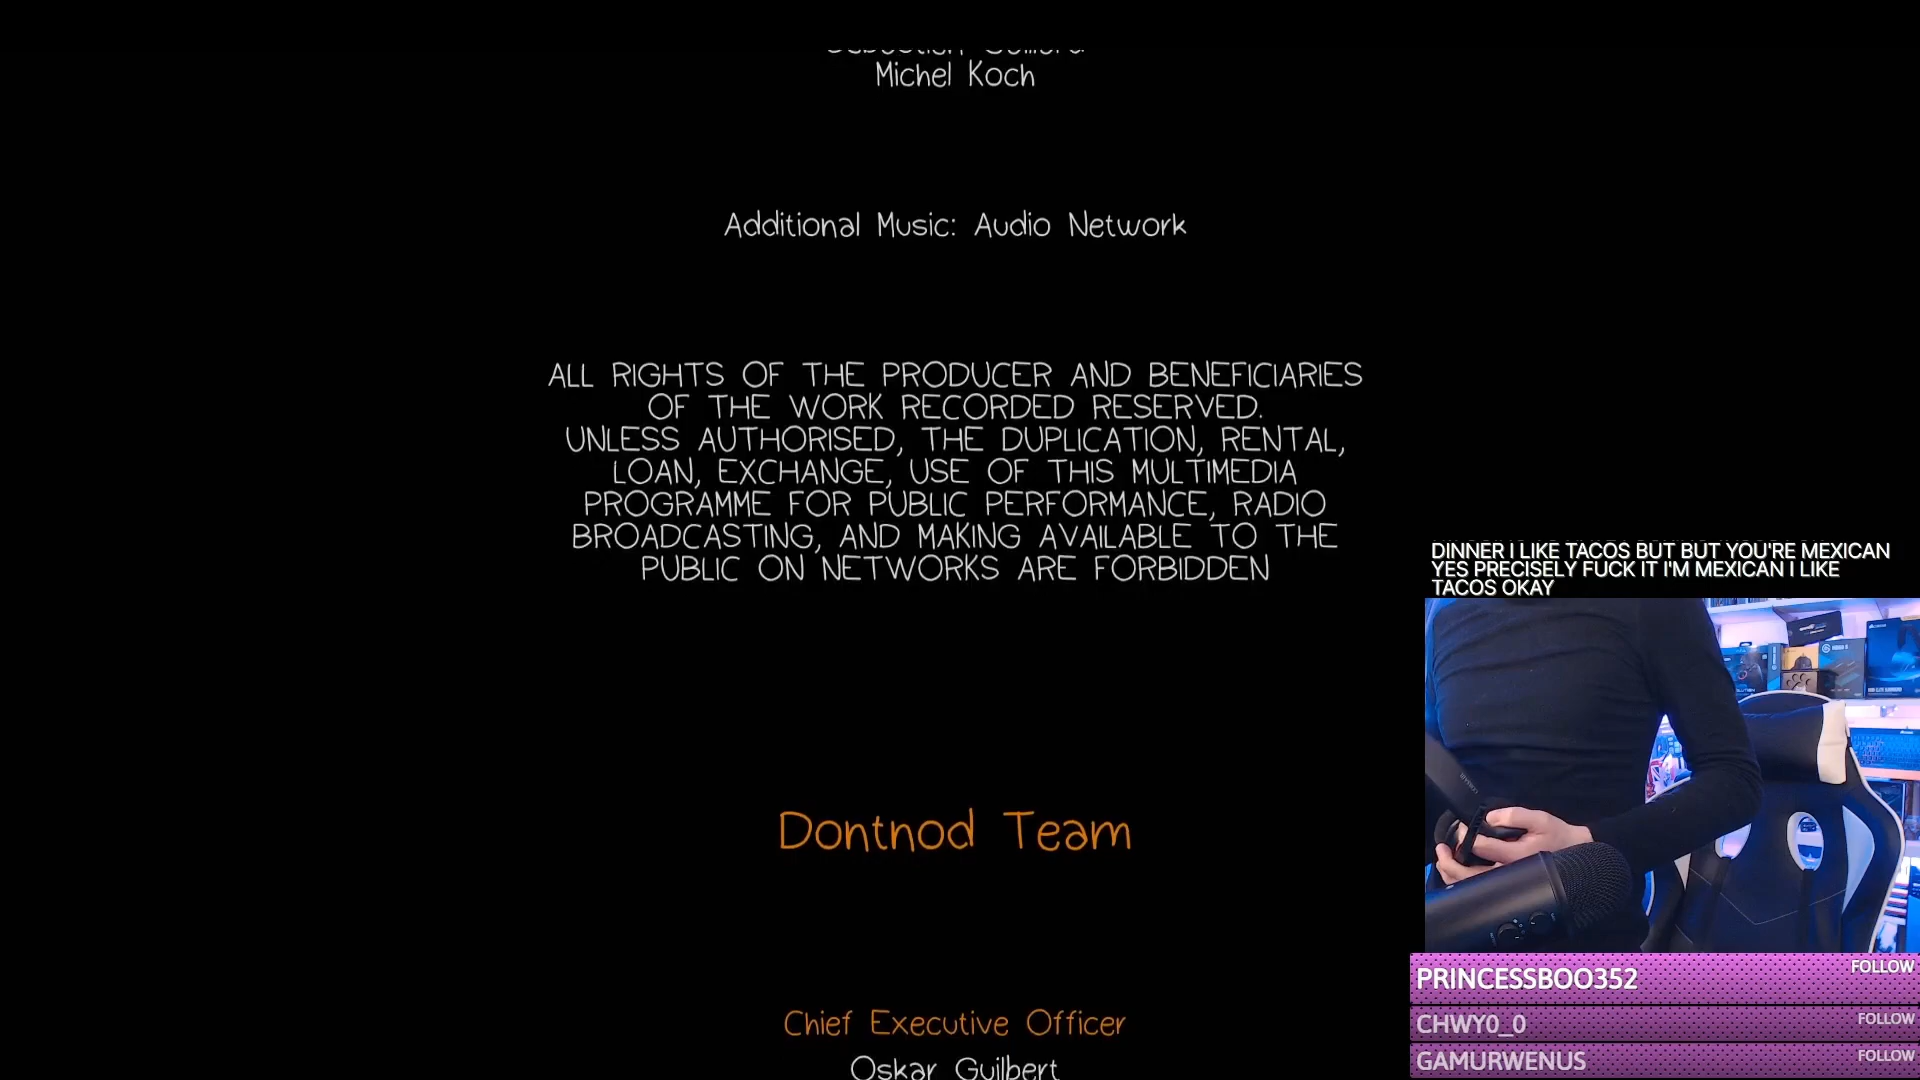 Michel Koch
Additional Music: Audio Network
ALL RIGHTS OF THE PRODUCER AND BENEFICIARIES
OF THE WORK RECORDED RESERVED.
UNLESS AUTHORISED, THE DUPLICATION, RENTAL,
LOAN, EXCHANGE, USE OF THIS MULTIMEDIA
PROGRAMME FOR PUBLIC PERFORMANCE, RADIO
BROADCASTING, AND MAKING AVAILABLE TO THE
PUBLIC ON NETWORKS ARE FORBIDDEN
Dontnod Team
Chief Executive Officer
Oskar Guilbert
DINNER I LIKE TACOS BUT BUT YOU'RE MEXICAN
YES PRECISELY FUCK IT I'M MEXICAN I LIKE
TACOS OKAY
PRINCESSBOO352 FOLLOW
CHWY0_0 FOLLOW
GAMURWENUS FOLLOW